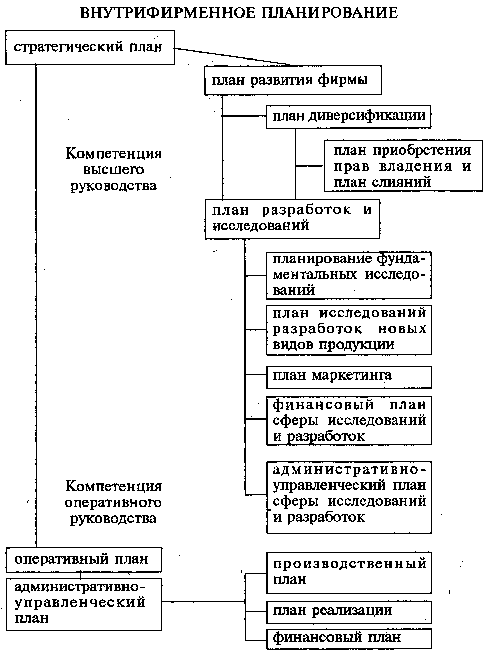 ВНУТРИФИРМЕННОЕ ПЛАНИРОВАНИЕ
стратегический план
план развития фирмы
план диверсификации
Компетенция
высшего
руководства
план приобретения
прав владения и
план слияний
план разработок и
исследований
планирование фунда-
ментальных исследо-
ваний
план исследований
разработок новых
видов продукции
план маркетинга
финансовый план
сферы исследований
и разработок
Компетенция
оперативного
руководства
административно-
управленческий план
сферы исследований
и разработок
оперативный план
административно-
управленческий
план
производственный
план
план реализации
финансовый план